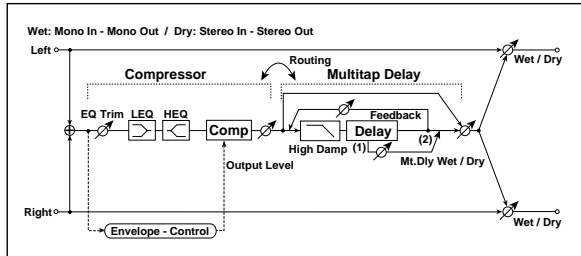 Wet: Mono In - Mono Out / Dry: Stereo In - Stereo Out
Left
Wet / Dry
Routing
Compressor
Multitap Delay
EQ Trim
LEQ
HEQ
Feedback
Comp
Delay
High Damp
(1)
(2)
Mt.Dly Wet / Dry
Output Level
Right
Wet / Dry
Envelope - Control